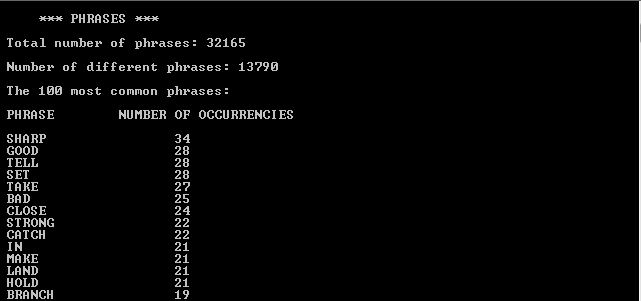 *** PHRASES ***
Total number of phrases: 32165
Number of different phrases: 13790
The 100 most common phrases:
PHRASE NUMBER OF OCCURRENCIES
SHARP 34
GOOD 28
TELL 28
SET 28
TAKE 27
BAD 25
CLOSE 24
STRONG 22
CATCH 22
IN 21
MAKE 21
LAND 21
HOLD 21
BRANCH 19